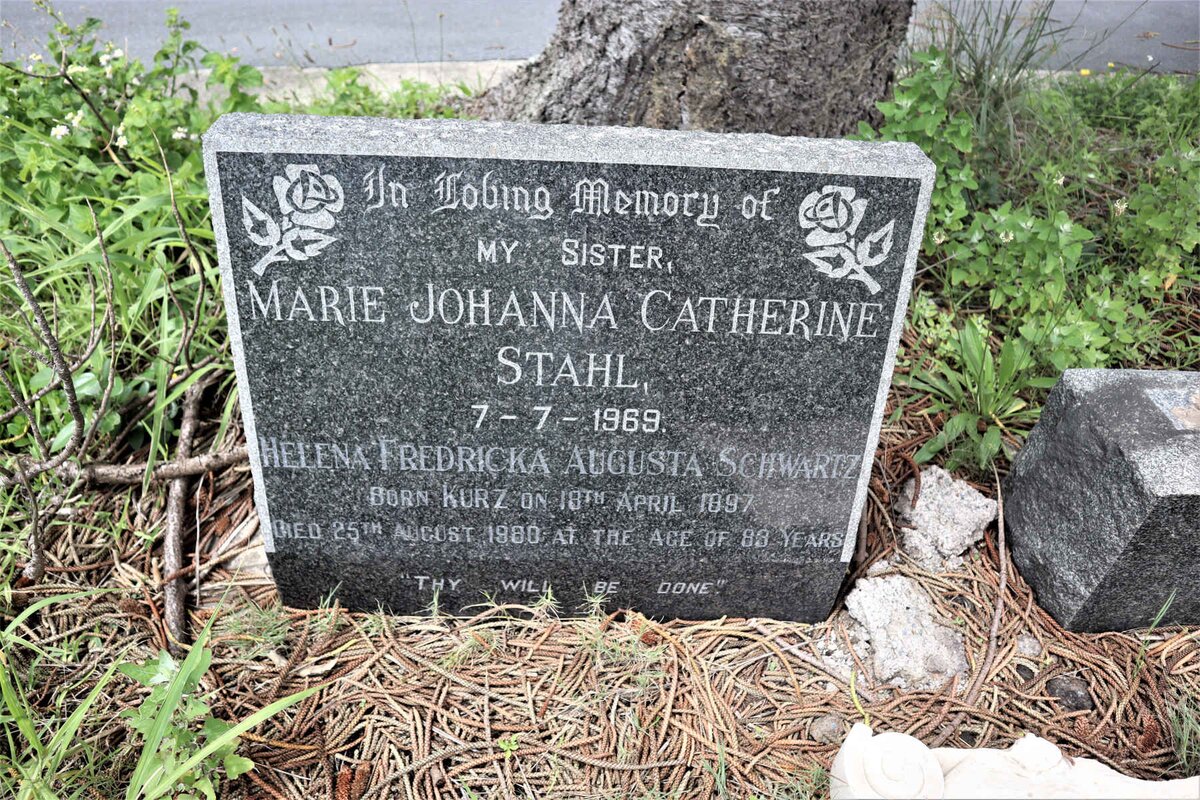 In Loving Memory of
MY SISTER,
MARIE JOHANNA CATHERINE
STAHL,
7-7-1969.
HELENA FREDRICKA AUGUSTA SCHWARTZ
BORN KURZ ON 18TH APRIL 1897
DIED 25TH AUGUST 1980 AT THE AGE OF 83 YEARS
"THY WILL BE DONE"